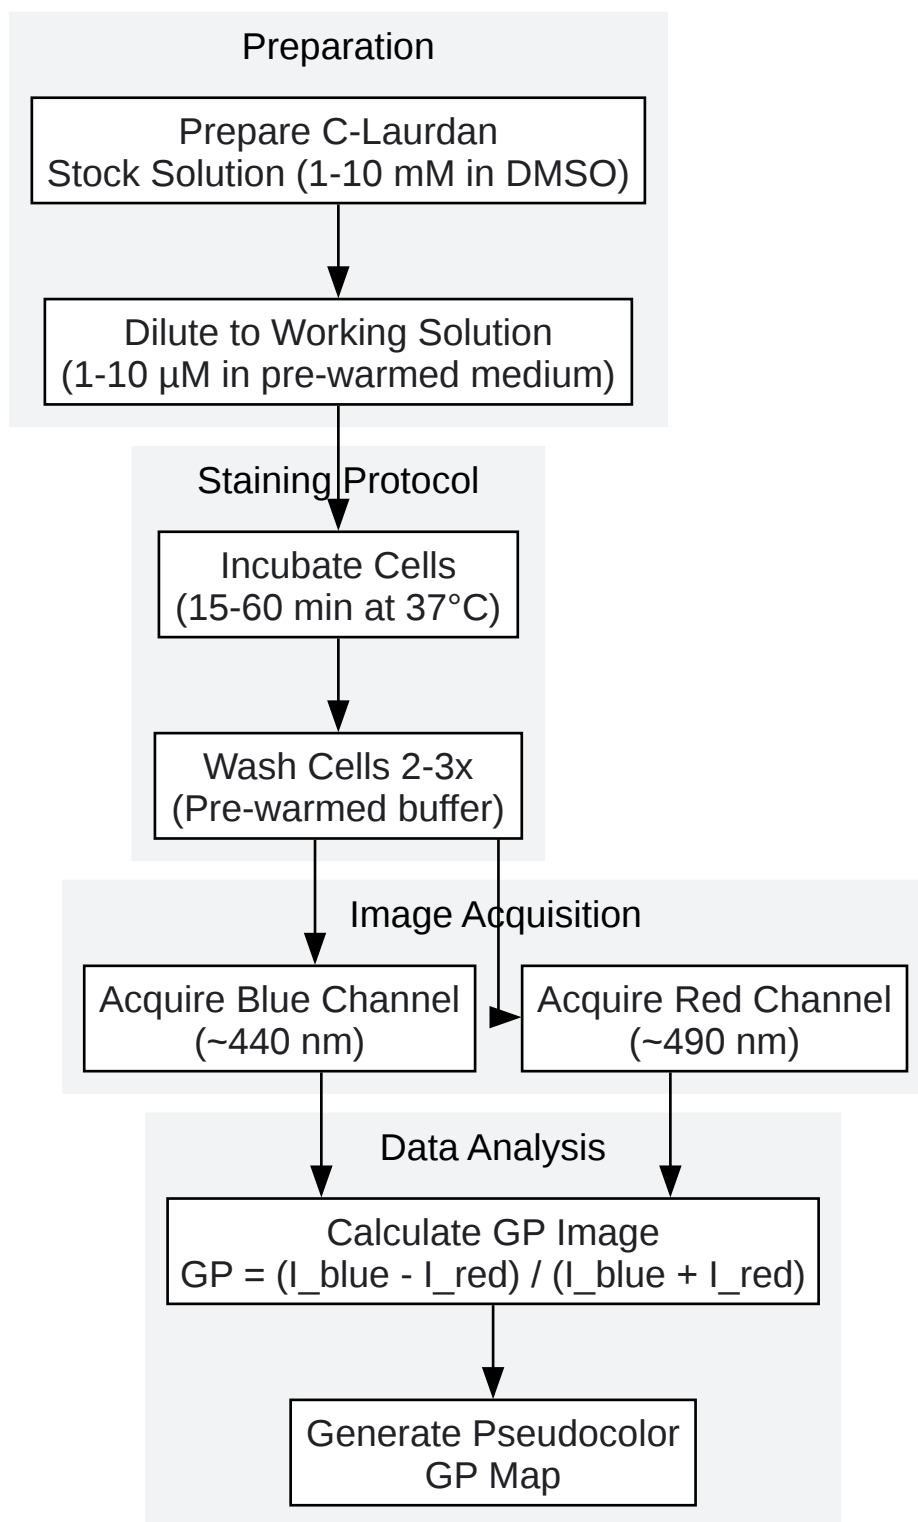 Preparation
Prepare C-Laurdan
Stock Solution (1-10 mM in DMSO)
Dilute to Working Solution
(1-10 µM in pre-warmed medium)
Staining Protocol
Incubate Cells
(15-60 min at 37°C)
Wash Cells 2-3x
(Pre-warmed buffer)
Image Acquisition
Acquire Blue Channel
(~440 nm)
Acquire Red Channel
(~490 nm)
Data Analysis
Calculate GP Image
GP = (I_blue - I_red) / (I_blue + I_red)
Generate Pseudocolor
GP Map